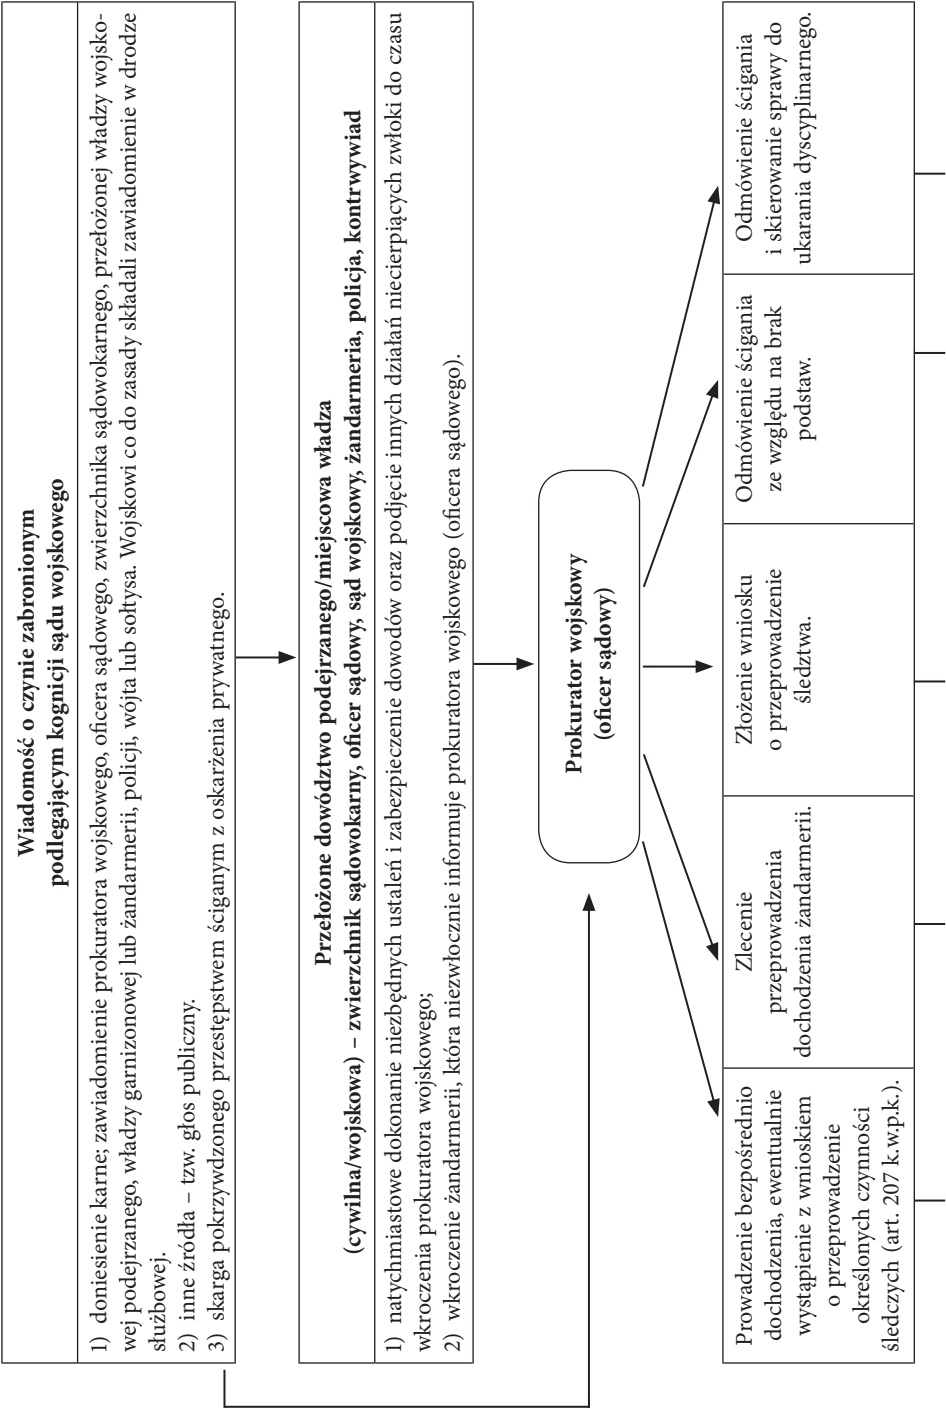 Wiadomość o czynie zabronionym
podlegającym kognicji sądu wojskowego
1) doniesienie karne; zawiadomienie prokuratora wojskowego, oficera sądowego, zwierzchnika sądowokarnego, przełożonej władzy wojsko-
wej podejrzanego, władzy garnizonowej lub żandarmerii, policji, wójta lub sołtysa. Wojskowi co do zasady składali zawiadomienie w drodze
służbowej.
2) inne źródła – tzw. głos publiczny.
3) skarga pokrzywdzonego przestępstwem ściganym z oskarżenia prywatnego.
Przełożone dowództwo podejrzanego/miejscowa władza
(cywilna/wojskowa) – zwierzchnik sądowokarny, oficer sądowy, sąd wojskowy, żandarmeria, policja, kontrwywiad
1) natychmiastowe dokonanie niezbędnych ustaleń i zabezpieczenie dowodów oraz podjęcie innych działań niecierpiących zwłoki do czasu
wkroczenia prokuratora wojskowego;
2) wkroczenie żandarmerii, która niezwłocznie informuje prokuratora wojskowego (oficera sądowego).
Prokurator wojskowy
(oficer sądowy)
Prowadzenie bezpośrednio
dochodzenia, ewentualnie
wystąpienie z wnioskiem
o przeprowadzenie
określonych czynności
śledczych (art. 207 k.w.p.k.).
Zlecenie
przeprowadzenia
dochodzenia żandarmerii.
Złożenie wniosku
o przeprowadzenie
śledztwa.
Odmówienie ścigania
ze względu na brak
podstaw.
Odmówienie ścigania
i skierowanie sprawy do
ukarania dyscyplinarnego.